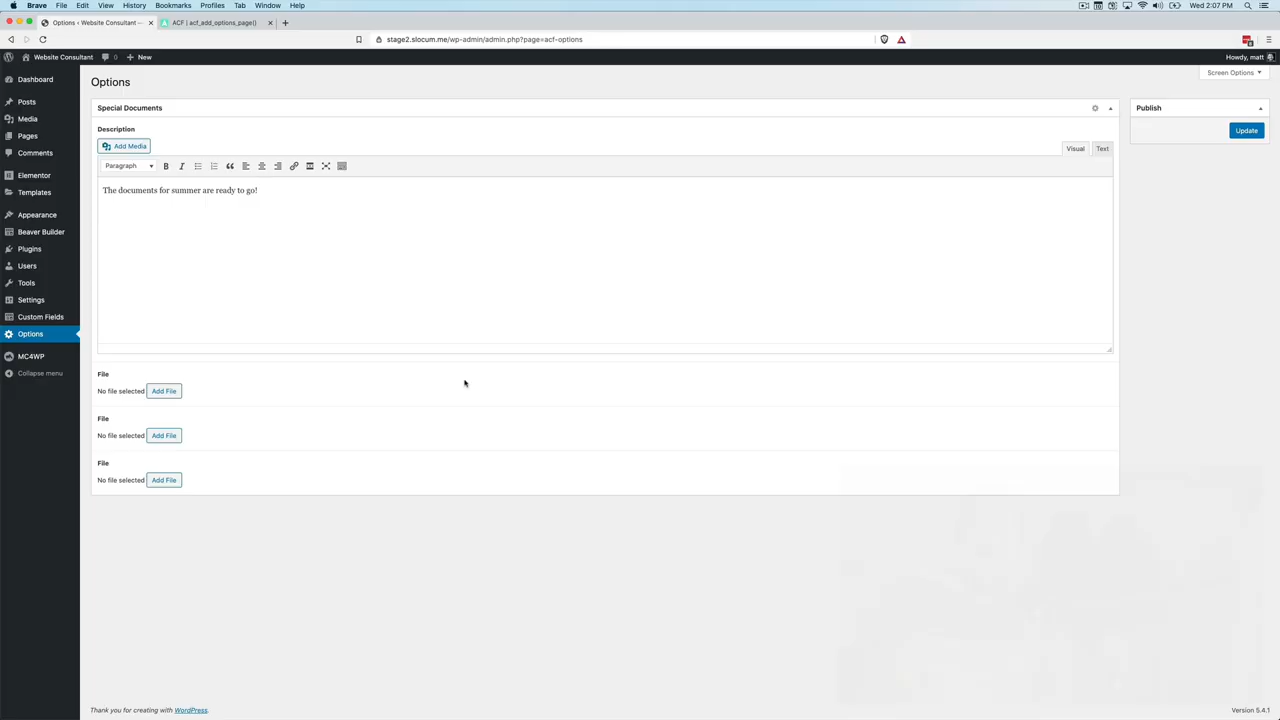 Brave File Edit View History Bookmarks Profiles Tab Window Help Wed 2:07 PM
Options ‹ Website Consultant — × ACF | acf_add_options_page() × +
stage2.slocum.me/wp-admin/admin.php?page=acf-options
Website Consultant 0 + New Howdy, matt
Screen Options ▼
Dashboard
Posts
Media
Pages
Comments
Elementor
Templates
Appearance
Beaver Builder
Plugins
Users
Tools
Settings
Custom Fields
Options
MC4WP
Collapse menu
Options
Special Documents
Description
Add Media
Visual Text
Paragraph
The documents for summer are ready to go!
File
No file selected Add File
File
No file selected Add File
File
No file selected Add File
Publish
Update
Thank you for creating with WordPress.
Version 5.4.1